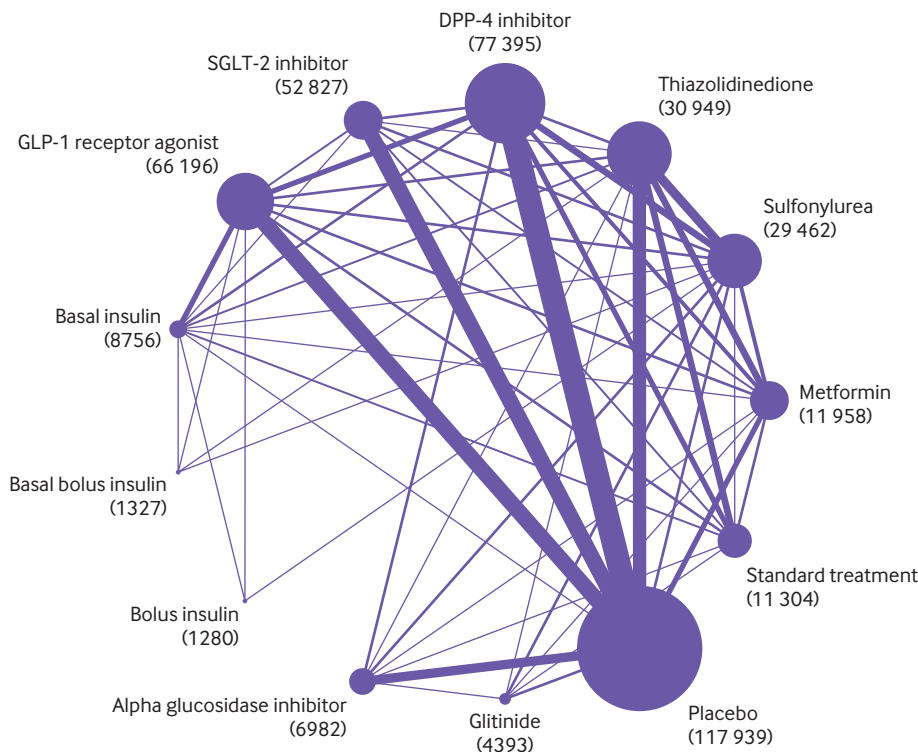 DPP-4 inhibitor
(77 395)
SGLT-2 inhibitor
(52 827)
Thiazolidinedione
(30 949)
GLP-1 receptor agonist
(66 196)
Sulfonylurea
(29 462)
Basal insulin
(8756)
Metformin
(11 958)
Basal bolus insulin
(1327)
Standard treatment
(11 304)
Bolus insulin
(1280)
Alpha glucosidase inhibitor
(6982)
Glitinide
(4393)
Placebo
(117 939)